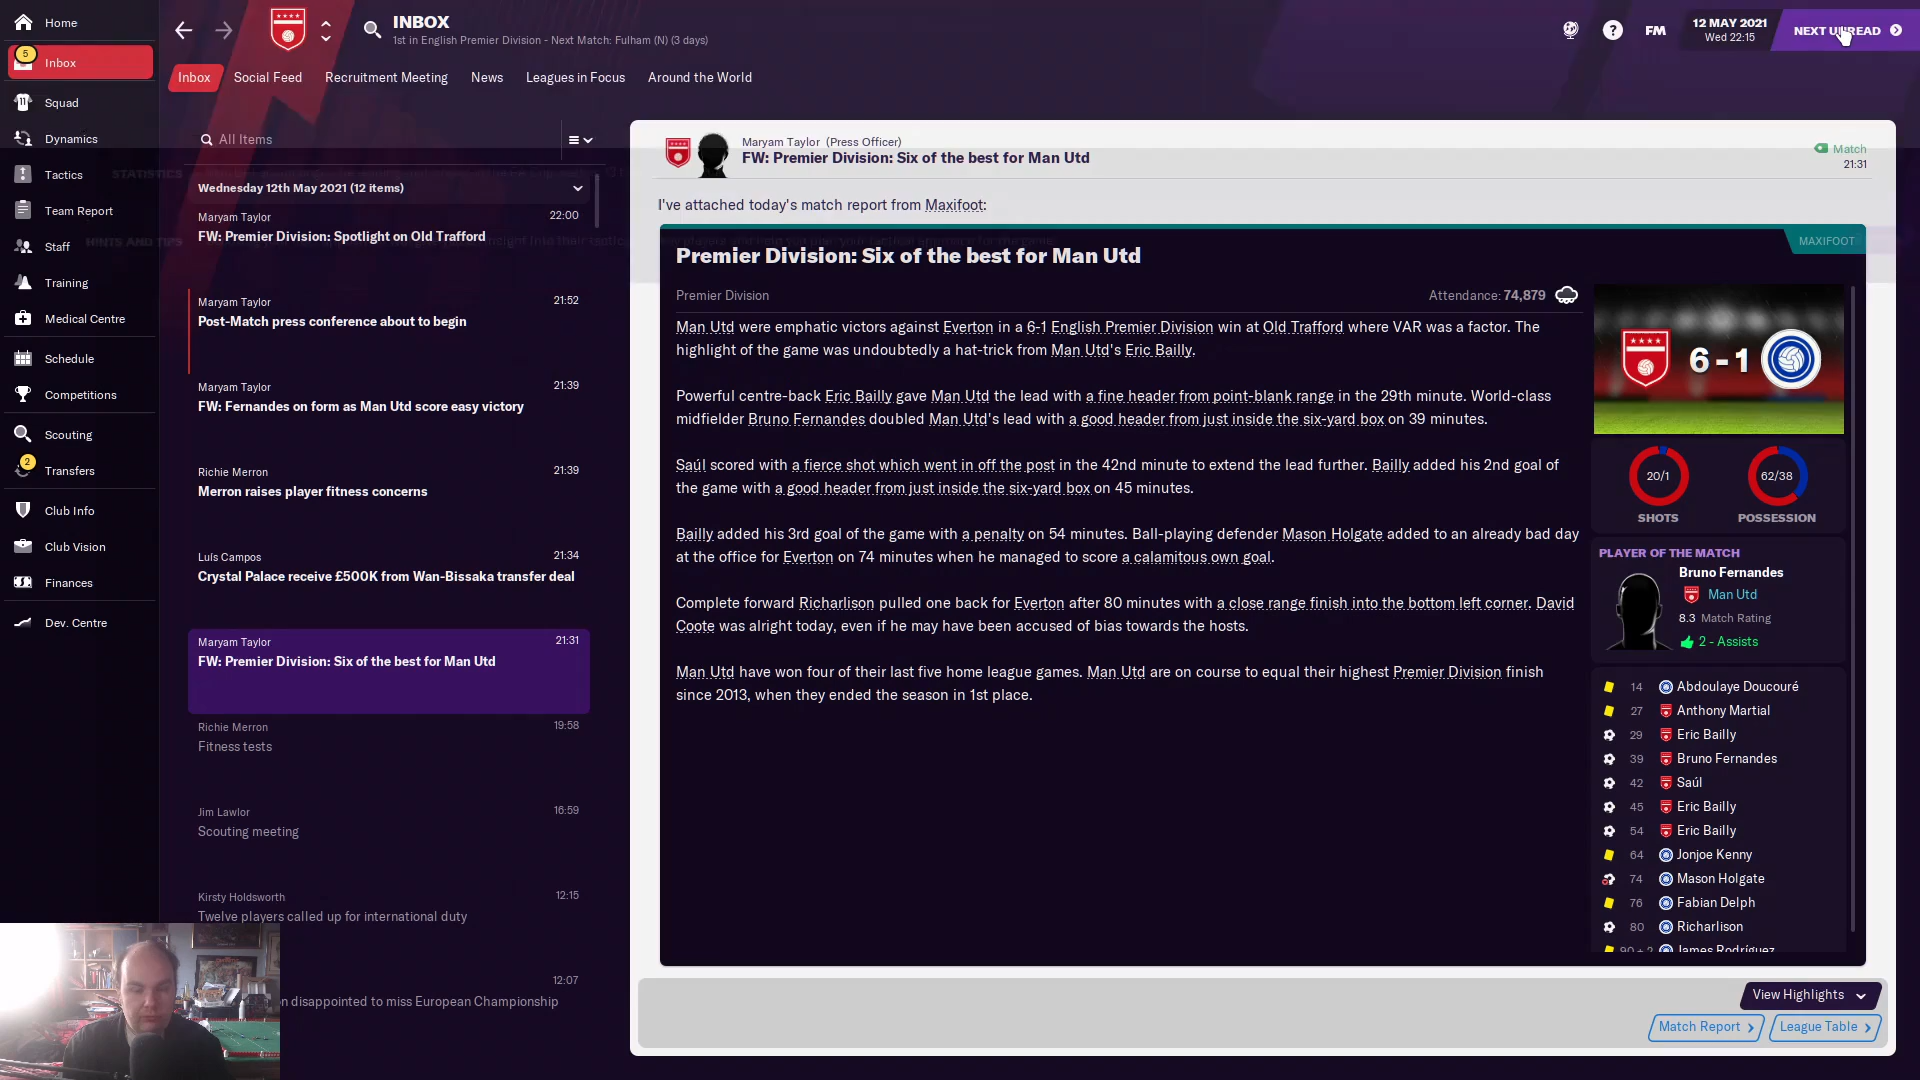 Home
5
Inbox
Squad
Dynamics
Tactics
Team Report
Staff
Training
Medical Centre
Schedule
Competitions
Scouting
2
Transfers
Club Info
Club Vision
Finances
Dev. Centre
INBOX
1st in English Premier Division - Next Match: Fulham (N) (3 days)
?
FM
12 MAY 2021
Wed 22:15
NEXT UNREAD
Inbox
Social Feed
Recruitment Meeting
News
Leagues in Focus
Around the World
All Items
STATISTICS
HINTS AND TIPS
Wednesday 12th May 2021 (12 items)
Maryam Taylor 22:00
FW: Premier Division: Spotlight on Old Trafford
Maryam Taylor 21:52
Post-Match press conference about to begin
Maryam Taylor 21:39
FW: Fernandes on form as Man Utd score easy victory
Richie Merron 21:39
Merron raises player fitness concerns
Luís Campos 21:34
Crystal Palace receive £500K from Wan-Bissaka transfer deal
Maryam Taylor 21:31
FW: Premier Division: Six of the best for Man Utd
Richie Merron 19:58
Fitness tests
Jim Lawlor 16:59
Scouting meeting
Kirsty Holdsworth 12:15
Twelve players called up for international duty
12:07
disappointed to miss European Championship
Maryam Taylor (Press Officer)
FW: Premier Division: Six of the best for Man Utd
Match
21:31
I've attached today's match report from Maxifoot:
MAXIFOOT
Premier Division: Six of the best for Man Utd
Premier Division
Attendance: 74,879
Man Utd were emphatic victors against Everton in a 6-1 English Premier Division win at Old Trafford where VAR was a factor. The
highlight of the game was undoubtedly a hat-trick from Man Utd's Eric Bailly.
Powerful centre-back Eric Bailly gave Man Utd the lead with a fine header from point-blank range in the 29th minute. World-class
midfielder Bruno Fernandes doubled Man Utd's lead with a good header from just inside the six-yard box on 39 minutes.
Saúl scored with a fierce shot which went in off the post in the 42nd minute to extend the lead further. Bailly added his 2nd goal of
the game with a good header from just inside the six-yard box on 45 minutes.
Bailly added his 3rd goal of the game with a penalty on 54 minutes. Ball-playing defender Mason Holgate added to an already bad day
at the office for Everton on 74 minutes when he managed to score a calamitous own goal.
Complete forward Richarlison pulled one back for Everton after 80 minutes with a close range finish into the bottom left corner. David
Coote was alright today, even if he may have been accused of bias towards the hosts.
Man Utd have won four of their last five home league games. Man Utd are on course to equal their highest Premier Division finish
since 2013, when they ended the season in 1st place.
6 - 1
20/1
SHOTS
62/38
POSSESSION
PLAYER OF THE MATCH
Bruno Fernandes
Man Utd
8.3 Match Rating
2 - Assists
14 Abdoulaye Doucouré
27 Anthony Martial
29 Eric Bailly
39 Bruno Fernandes
42 Saúl
45 Eric Bailly
54 Eric Bailly
64 Jonjoe Kenny
74 Mason Holgate
76 Fabian Delph
80 Richarlison
90 + 2 James Rodríguez
View Highlights
Match Report
League Table